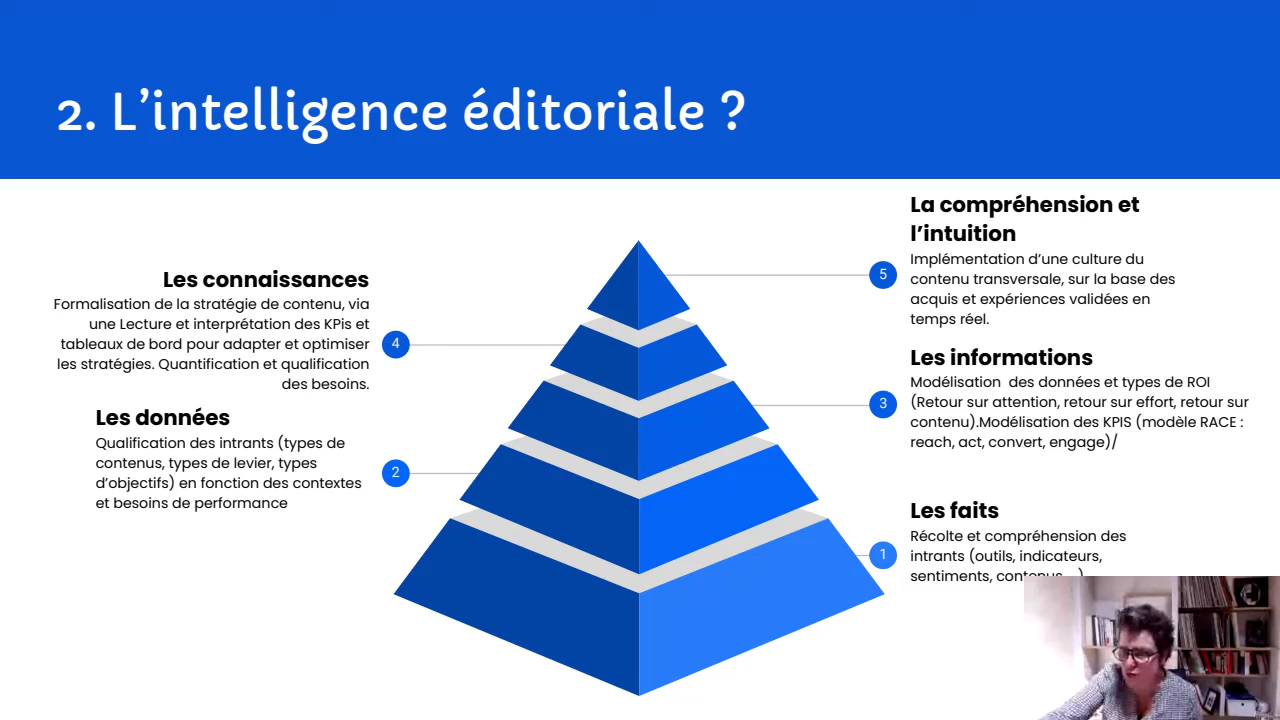 2. L’intelligence éditoriale ?
La compréhension et
l’intuition
Implémentation d’une culture du
contenu transversale, sur la base des
acquis et expériences validées en
temps réel.
5
Les connaissances
Formalisation de la stratégie de contenu, via
une Lecture et interprétation des KPis et
tableaux de bord pour adapter et optimiser
les stratégies. Quantification et qualification
des besoins.
4
Les informations
Modélisation  des données et types de ROI
(Retour sur attention, retour sur effort, retour sur
contenu).Modélisation des KPIS (modèle RACE :
reach, act, convert, engage)/
3
Les données
Qualification des intrants (types de
contenus, types de levier, types
d’objectifs) en fonction des contextes
et besoins de performance
2
Les faits
Récolte et compréhension des
intrants (outils, indicateurs,
sentiments, contenus...)
1